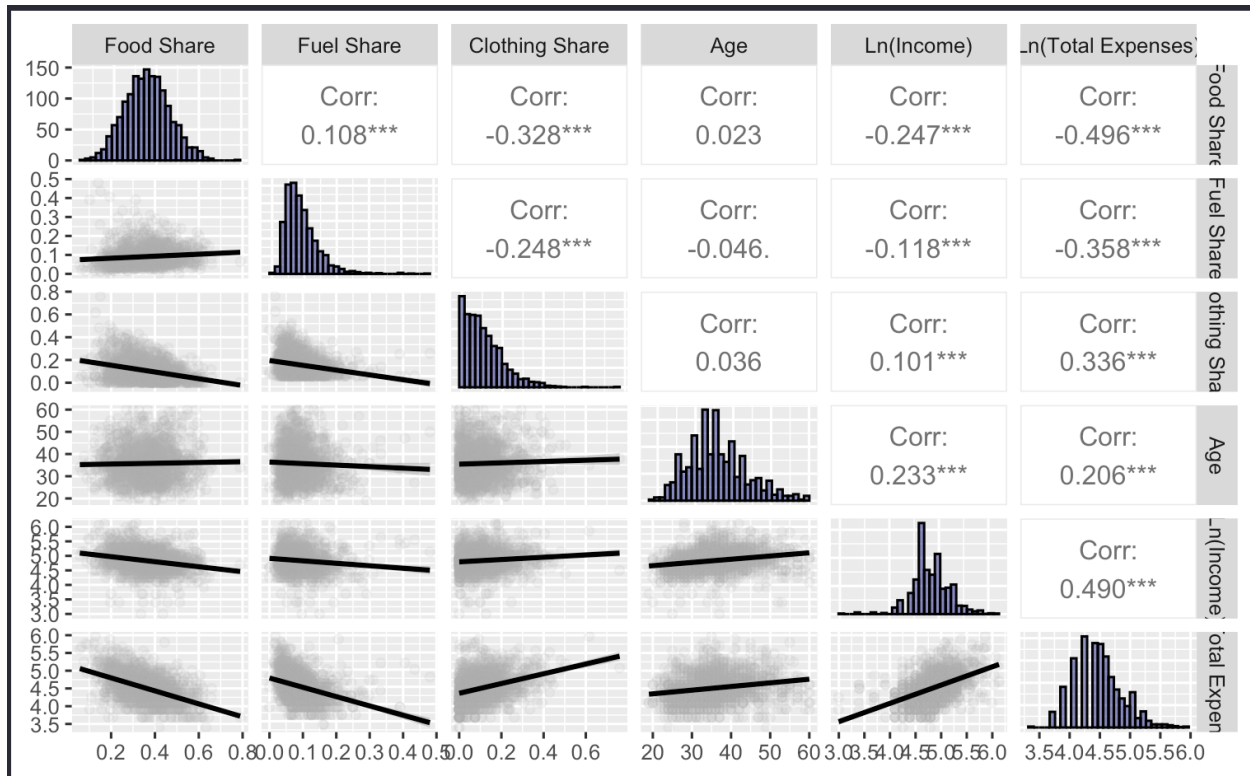 Food Share
Fuel Share
Clothing Share
Age
Ln(Income)
Ln(Total Expenses)
150
100
50
0
Corr:
0.108***
Corr:
-0.328***
Corr:
0.023
Corr:
-0.247***
Corr:
-0.496***
Food Share
0.5
0.4
0.3
0.2
0.1
0.0
Corr:
-0.248***
Corr:
-0.046.
Corr:
-0.118***
Corr:
-0.358***
Fuel Share
0.8
0.6
0.4
0.2
0.0
Corr:
0.036
Corr:
0.101***
Corr:
0.336***
othing Sha
60
50
40
30
20
Corr:
0.233***
Corr:
0.206***
Age
6.0
5.5
5.0
4.5
4.0
3.5
3.0
Corr:
0.490***
Ln(Income)
6.0
5.5
5.0
4.5
4.0
3.5
Total Expen
0.2 0.4 0.6 0.8
0.0 0.1 0.2 0.3 0.4 0.5
0.0 0.2 0.4 0.6
20 30 40 50 60
3.0 3.5 4.0 4.5 5.0 5.5 6.0
3.5 4.0 4.5 5.0 5.5 6.0